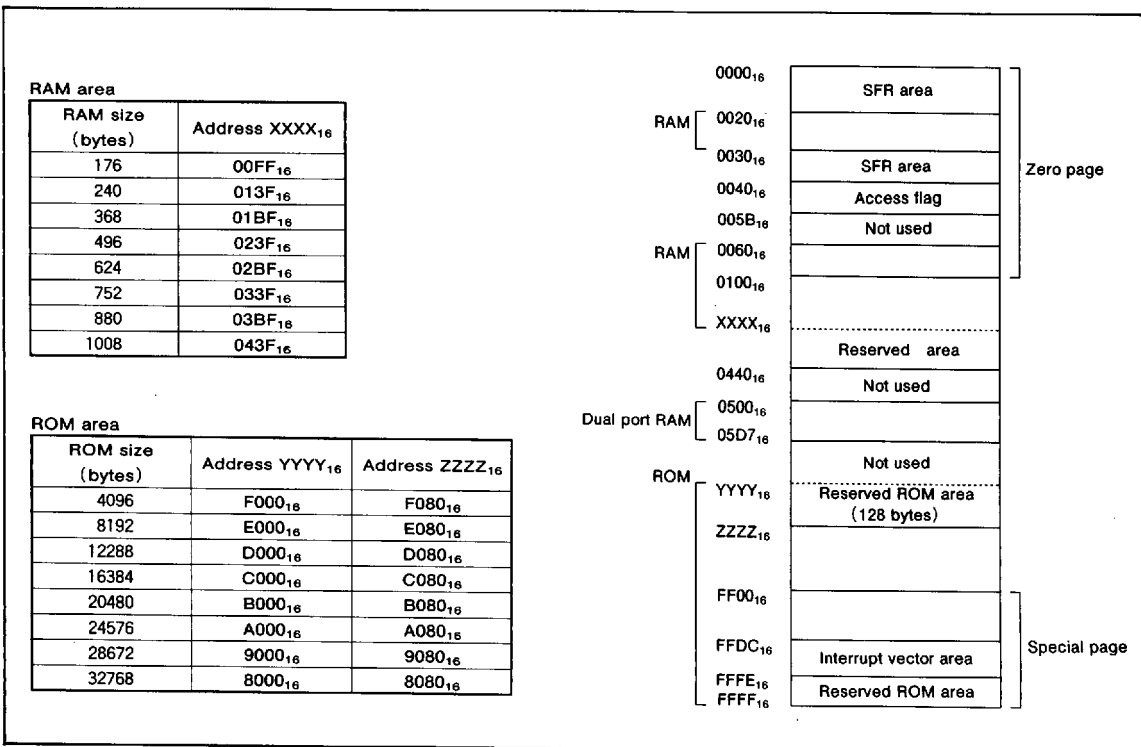 RAM area
RAM size (bytes) Address XXXX₁₆
176 00FF₁₆
240 013F₁₆
368 01BF₁₆
496 023F₁₆
624 02BF₁₆
752 033F₁₆
880 03BF₁₆
1008 043F₁₆
ROM area
ROM size (bytes) Address YYYY₁₆ Address ZZZZ₁₆
4096 F000₁₆ F080₁₆
8192 E000₁₆ E080₁₆
12288 D000₁₆ D080₁₆
16384 C000₁₆ C080₁₆
20480 B000₁₆ B080₁₆
24576 A000₁₆ A080₁₆
28672 9000₁₆ 9080₁₆
32768 8000₁₆ 8080₁₆
0000₁₆
SFR area
RAM 0020₁₆
0030₁₆
SFR area
Zero page
0040₁₆
Access flag
005B₁₆
Not used
RAM 0060₁₆
0100₁₆
XXXX₁₆
Reserved area
0440₁₆
Not used
Dual port RAM 0500₁₆
05D7₁₆
Not used
ROM YYYY₁₆
Reserved ROM area
(128 bytes)
ZZZZ₁₆
FF00₁₆
FFDC₁₆
Interrupt vector area
Special page
FFFE₁₆
Reserved ROM area
FFFF₁₆